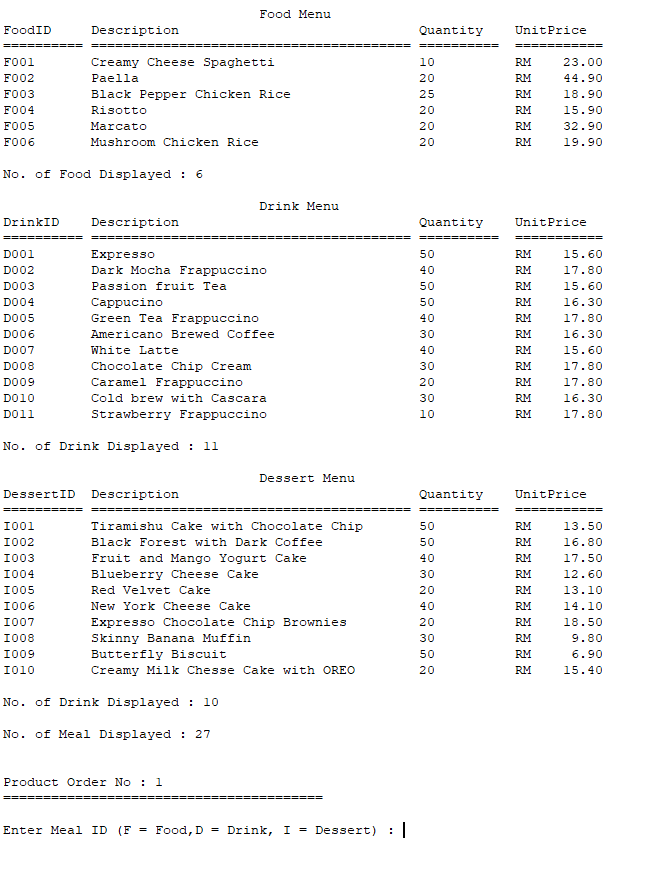 Food Menu
FoodID Description Quantity UnitPrice
========== ======================================== ========== ===========
F001 Creamy Cheese Spaghetti 10 RM 23.00
F002 Paella 20 RM 44.90
F003 Black Pepper Chicken Rice 25 RM 18.90
F004 Risotto 20 RM 15.90
F005 Marcato 20 RM 32.90
F006 Mushroom Chicken Rice 20 RM 19.90
No. of Food Displayed : 6
Drink Menu
DrinkID Description Quantity UnitPrice
========== ======================================== ========== ===========
D001 Expresso 50 RM 15.60
D002 Dark Mocha Frappuccino 40 RM 17.80
D003 Passion fruit Tea 50 RM 15.60
D004 Cappucino 50 RM 16.30
D005 Green Tea Frappuccino 40 RM 17.80
D006 Americano Brewed Coffee 30 RM 16.30
D007 White Latte 40 RM 15.60
D008 Chocolate Chip Cream 30 RM 17.80
D009 Caramel Frappuccino 20 RM 17.80
D010 Cold brew with Cascara 30 RM 16.30
D011 Strawberry Frappuccino 10 RM 17.80
No. of Drink Displayed : 11
Dessert Menu
DessertID Description Quantity UnitPrice
========== ======================================== ========== ===========
I001 Tiramishu Cake with Chocolate Chip 50 RM 13.50
I002 Black Forest with Dark Coffee 50 RM 16.80
I003 Fruit and Mango Yogurt Cake 40 RM 17.50
I004 Blueberry Cheese Cake 30 RM 12.60
I005 Red Velvet Cake 20 RM 13.10
I006 New York Cheese Cake 40 RM 14.10
I007 Expresso Chocolate Chip Brownies 20 RM 18.50
I008 Skinny Banana Muffin 30 RM 9.80
I009 Butterfly Biscuit 50 RM 6.90
I010 Creamy Milk Chesse Cake with OREO 20 RM 15.40
No. of Drink Displayed : 10
No. of Meal Displayed : 27
Product Order No : 1
========================================
Enter Meal ID (F = Food,D = Drink, I = Dessert) :